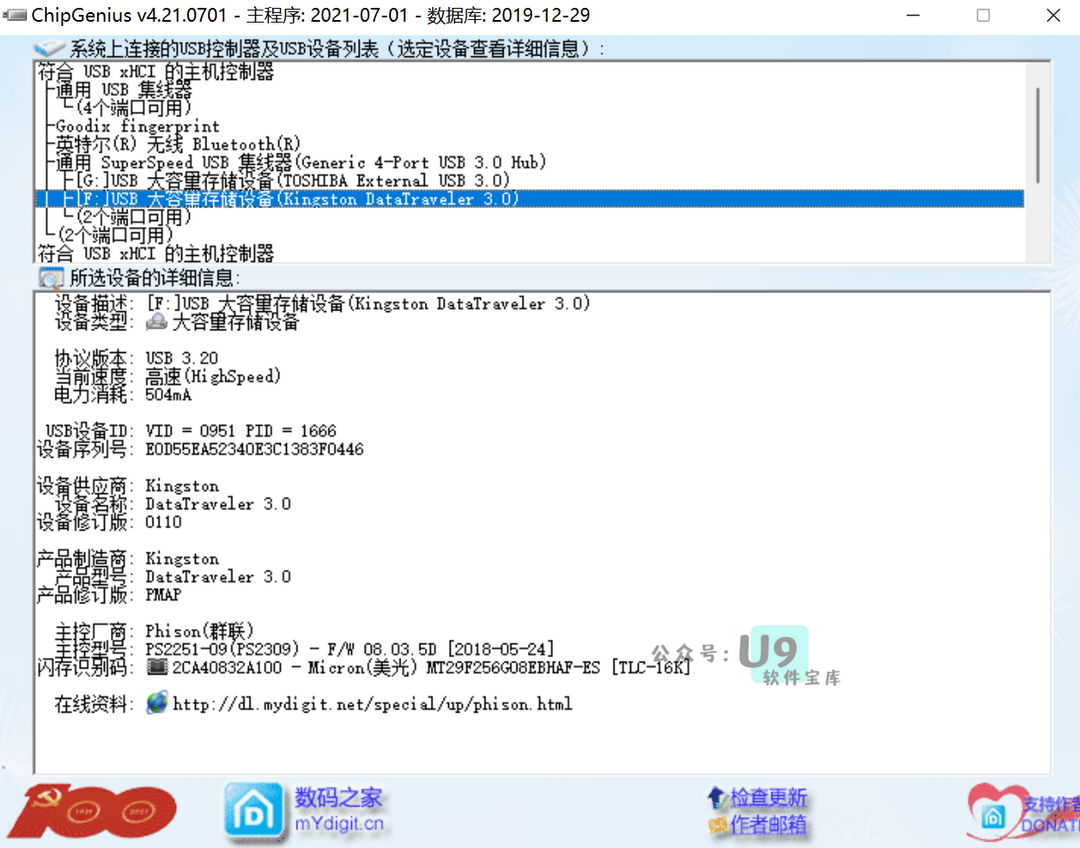 ChipGenius v4.21.0701 - 主程序: 2021-07-01 - 数据库: 2019-12-29
系统上连接的USB控制器及USB设备列表（选定设备查看详细信息）:
符合 USB xHCI 的主机控制器
├通用 USB 集线器
│ └(4个端口可用)
├Goodix fingerprint
├英特尔(R) 无线 Bluetooth(R)
├通用 SuperSpeed USB 集线器(Generic 4-Port USB 3.0 Hub)
│ ├[G:]USB 大容量存储设备(TOSHIBA External USB 3.0)
│ ├[F:]USB 大容量存储设备(Kingston DataTraveler 3.0)
│ └(2个端口可用)
└(2个端口可用)
符合 USB xHCI 的主机控制器
所选设备的详细信息:
设备描述: [F:]USB 大容量存储设备(Kingston DataTraveler 3.0)
设备类型: 大容量存储设备
协议版本: USB 3.20
当前速度: 高速(HighSpeed)
电力消耗: 504mA
USB设备ID: VID = 0951 PID = 1666
设备序列号: E0D55EA52340E3C1383F0446
设备供应商: Kingston
设备名称: DataTraveler 3.0
设备修订版: 0110
产品制造商: Kingston
产品型号: DataTraveler 3.0
产品修订版: PMAP
主控厂商: Phison(群联)
主控型号: PS2251-09(PS2309) - F/W 08.03.5D [2018-05-24]
闪存识别码: 2CA40832A100 - Micron(美光) MT29F256G08EBHAF-ES [TLC-16K]
公众号: U9
软件宝库
在线资料: http://dl.mydigit.net/special/up/phison.html
100
1921
2021
数码之家
mYdigit.cn
检查更新
作者邮箱
支持作者
DONATE